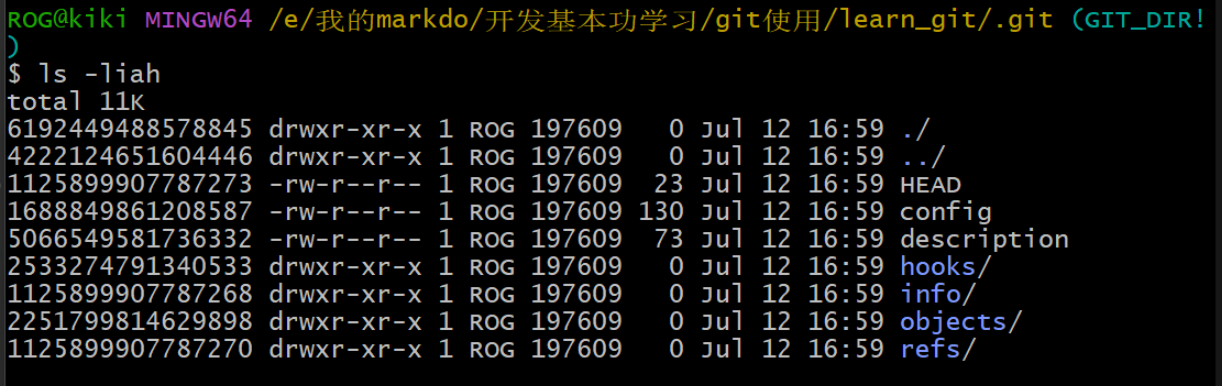 ROG@kiki MINGW64 /e/我的markdo/开发基本功学习/git使用/learn_git/.git (GIT_DIR!
)
$ ls -liah
total 11K
6192449488578845 drwxr-xr-x 1 ROG 197609   0 Jul 12 16:59 ./
4222124651604446 drwxr-xr-x 1 ROG 197609   0 Jul 12 16:59 ../
1125899907787273 -rw-r--r-- 1 ROG 197609  23 Jul 12 16:59 HEAD
1688849861208587 -rw-r--r-- 1 ROG 197609 130 Jul 12 16:59 config
5066549581736332 -rw-r--r-- 1 ROG 197609  73 Jul 12 16:59 description
2533274791340533 drwxr-xr-x 1 ROG 197609   0 Jul 12 16:59 hooks/
1125899907787268 drwxr-xr-x 1 ROG 197609   0 Jul 12 16:59 info/
2251799814629898 drwxr-xr-x 1 ROG 197609   0 Jul 12 16:59 objects/
1125899907787270 drwxr-xr-x 1 ROG 197609   0 Jul 12 16:59 refs/